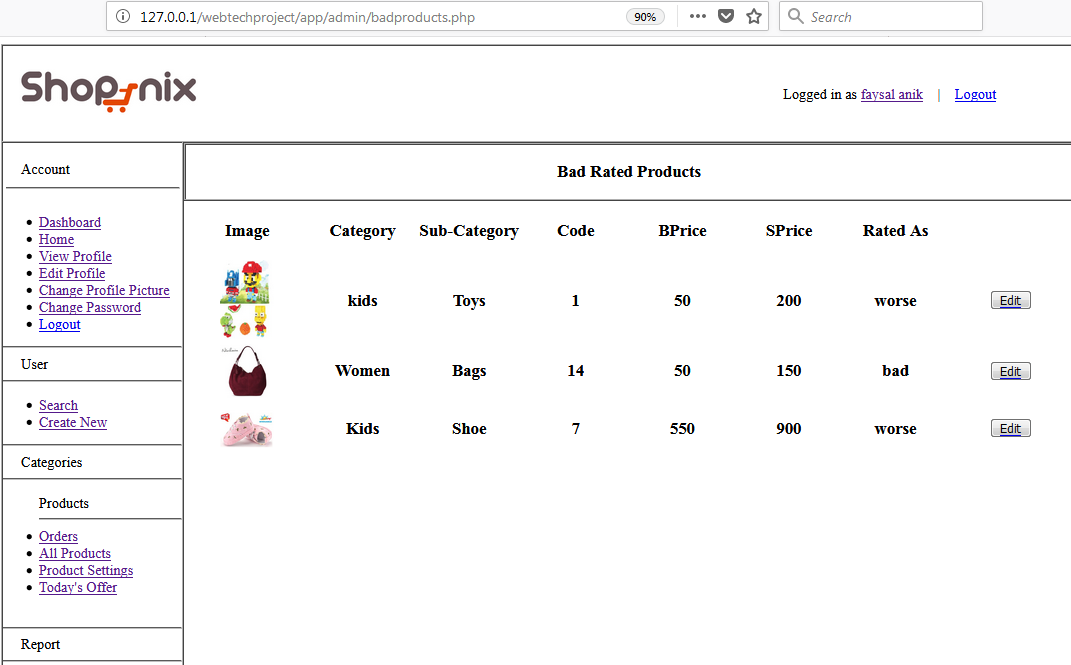 127.0.0.1/webtechproject/app/admin/badproducts.php 90% Search
Shopnix
Logged in as faysal anik | Logout
Account
Dashboard
Home
View Profile
Edit Profile
Change Profile Picture
Change Password
Logout
User
Search
Create New
Categories
Products
Orders
All Products
Product Settings
Today's Offer
Report
Bad Rated Products
Image Category Sub-Category Code BPrice SPrice Rated As
kids Toys 1 50 200 worse Edit
Women Bags 14 50 150 bad Edit
Kids Shoe 7 550 900 worse Edit